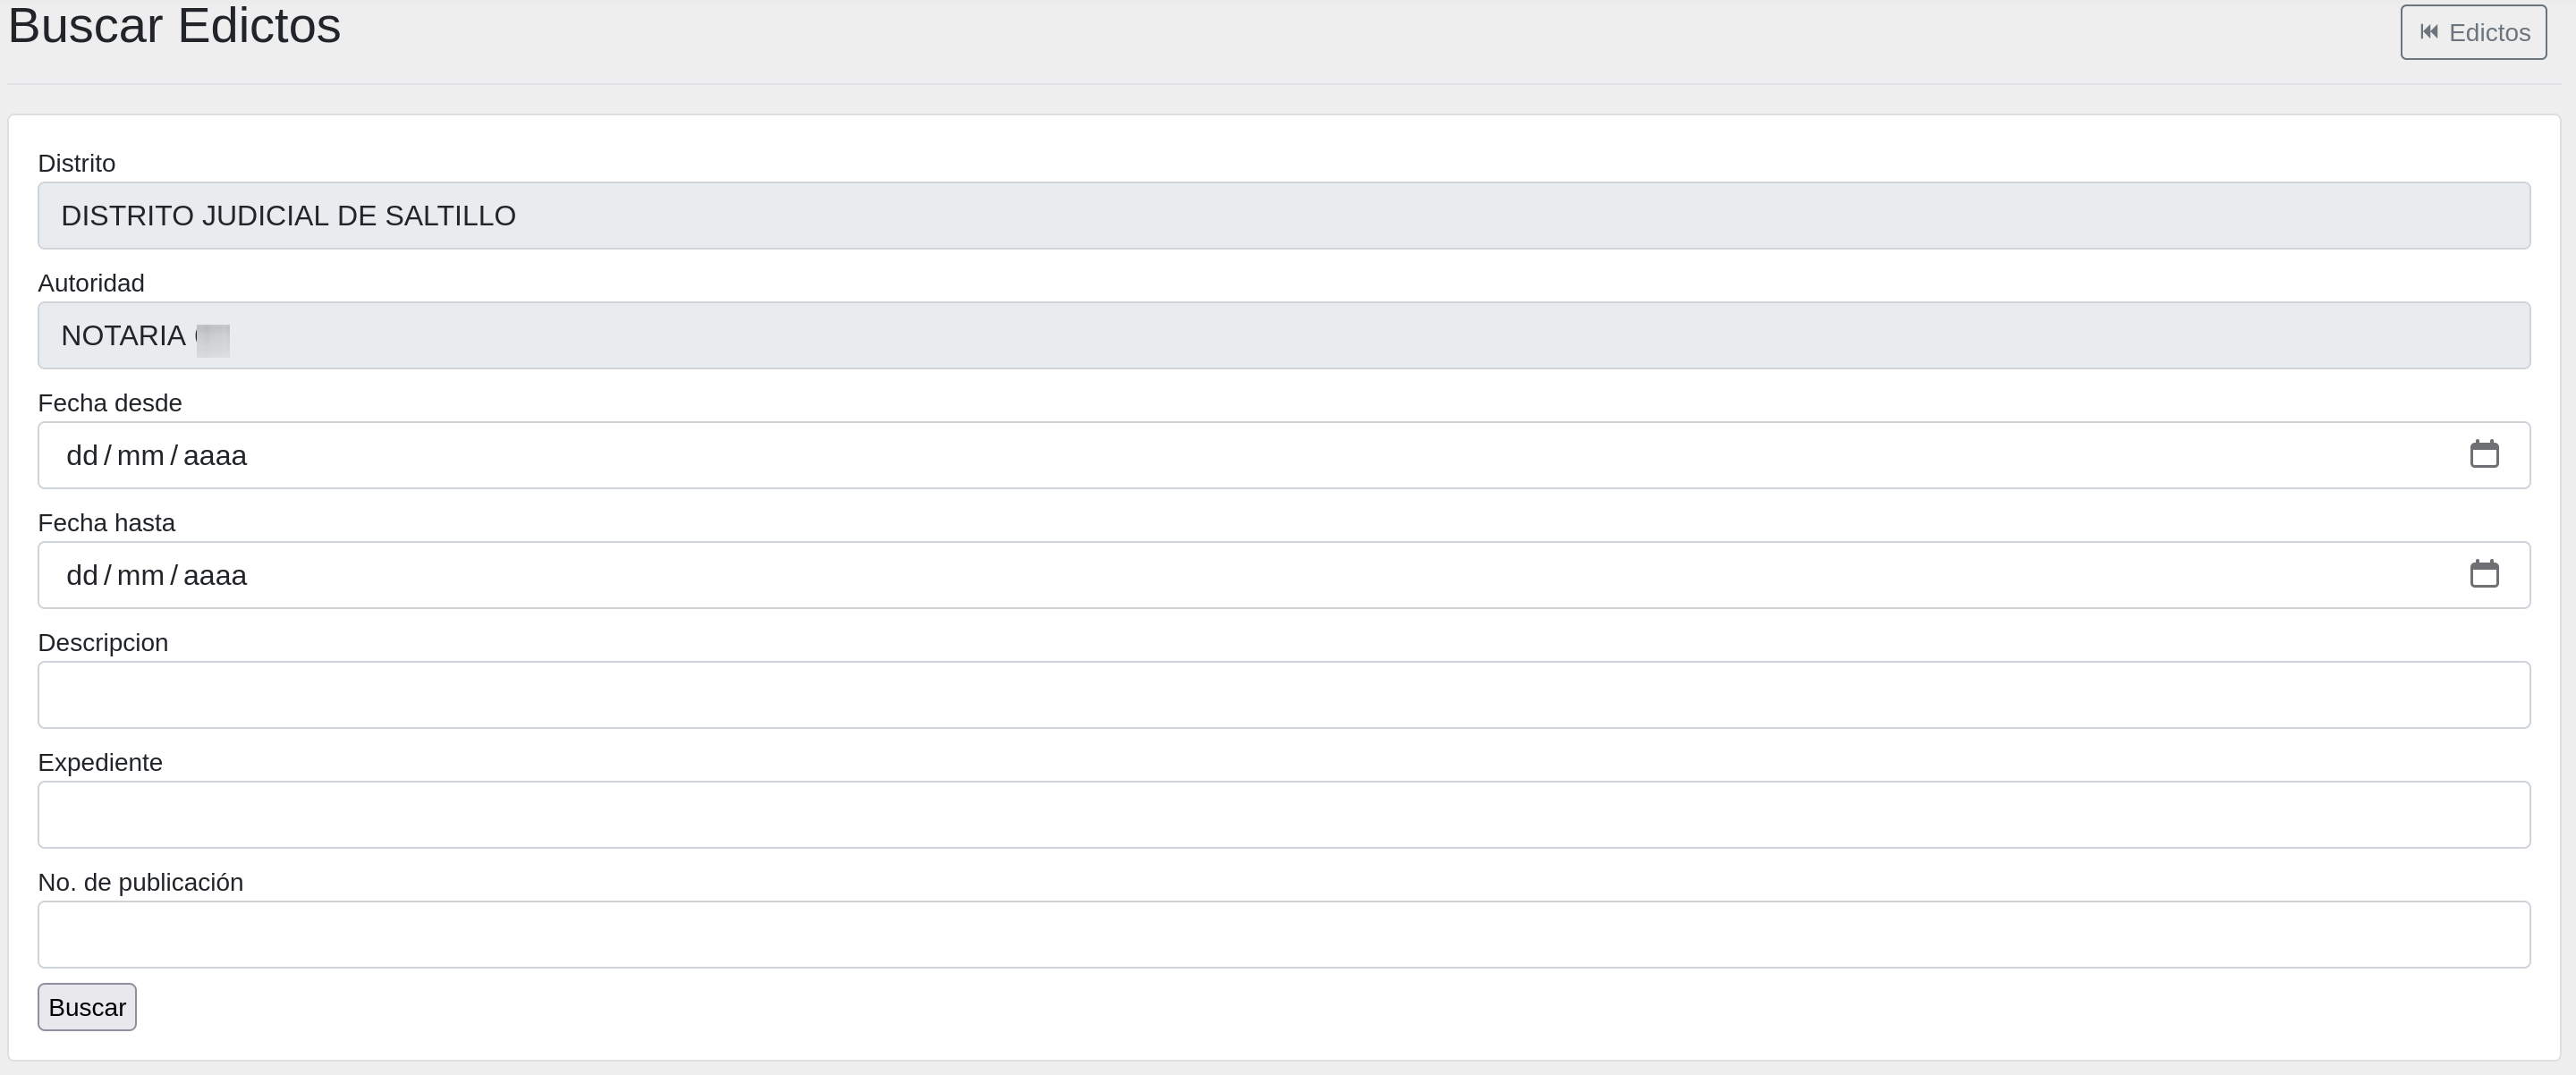 Buscar Edictos
Edictos
Distrito
DISTRITO JUDICIAL DE SALTILLO
Autoridad
NOTARIA
Fecha desde
dd/mm/aaaa
Fecha hasta
dd/mm/aaaa
Descripcion
Expediente
No. de publicación
Buscar